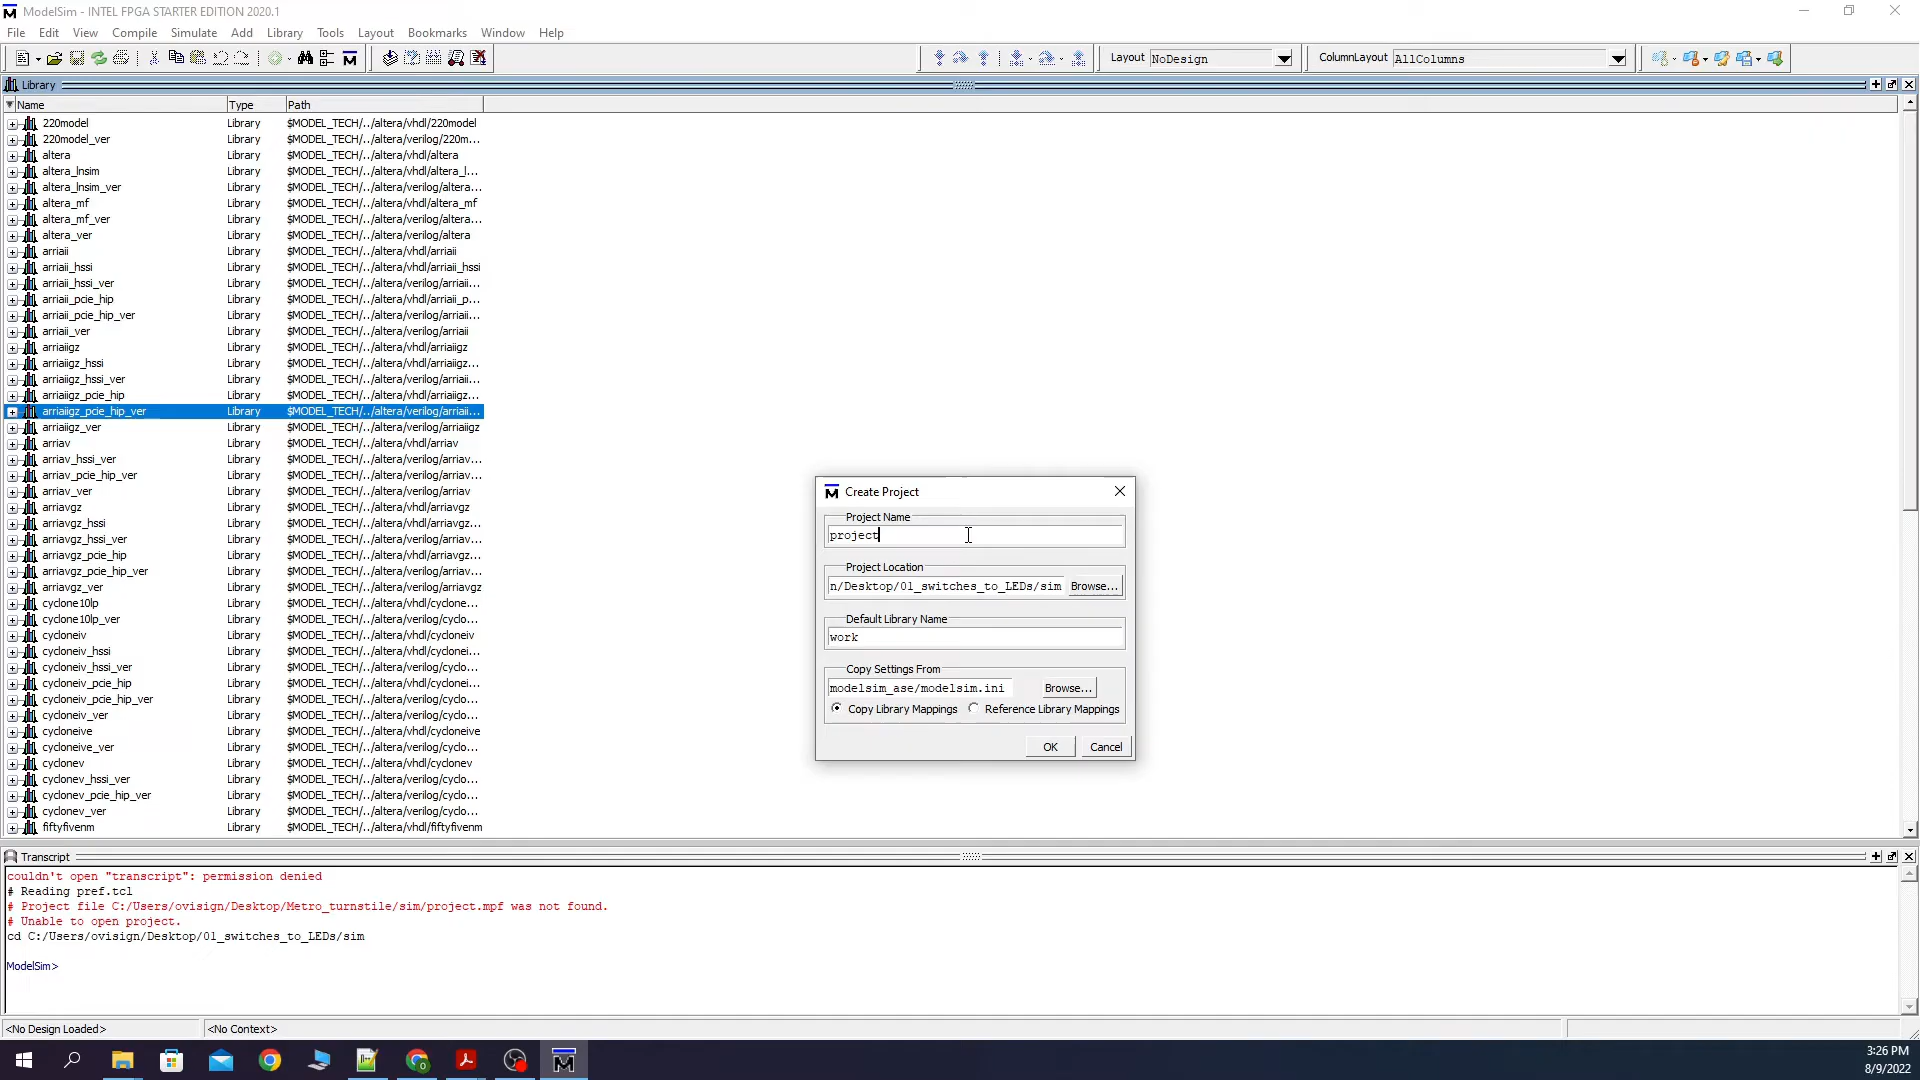 ModelSim - INTEL FPGA STARTER EDITION 2020.1
File Edit View Compile Simulate Add Library Tools Layout Bookmarks Window Help
Layout NoDesign ColumnLayout AllColumns
Library
Name Type Path
220model Library $MODEL_TECH/../altera/vhdl/220model
220model_ver Library $MODEL_TECH/../altera/verilog/220m...
altera Library $MODEL_TECH/../altera/vhdl/altera
altera_lnsim Library $MODEL_TECH/../altera/vhdl/altera_l...
altera_lnsim_ver Library $MODEL_TECH/../altera/verilog/altera...
altera_mf Library $MODEL_TECH/../altera/vhdl/altera_mf
altera_mf_ver Library $MODEL_TECH/../altera/verilog/altera...
altera_ver Library $MODEL_TECH/../altera/verilog/altera
arriaii Library $MODEL_TECH/../altera/vhdl/arriaii
arriaii_hssi Library $MODEL_TECH/../altera/vhdl/arriaii_hssi
arriaii_hssi_ver Library $MODEL_TECH/../altera/verilog/arriaii...
arriaii_pcie_hip Library $MODEL_TECH/../altera/vhdl/arriaii_p...
arriaii_pcie_hip_ver Library $MODEL_TECH/../altera/verilog/arriaii...
arriaii_ver Library $MODEL_TECH/../altera/verilog/arriaii
arriaiigz Library $MODEL_TECH/../altera/vhdl/arriaiigz
arriaiigz_hssi Library $MODEL_TECH/../altera/vhdl/arriaiigz...
arriaiigz_hssi_ver Library $MODEL_TECH/../altera/verilog/arriaii...
arriaiigz_pcie_hip Library $MODEL_TECH/../altera/vhdl/arriaiigz...
arriaiigz_pcie_hip_ver Library $MODEL_TECH/../altera/verilog/arriaii...
arriaiigz_ver Library $MODEL_TECH/../altera/verilog/arriaiigz
arriav Library $MODEL_TECH/../altera/vhdl/arriav
arriav_hssi_ver Library $MODEL_TECH/../altera/verilog/arriav...
arriav_pcie_hip_ver Library $MODEL_TECH/../altera/verilog/arriav...
arriav_ver Library $MODEL_TECH/../altera/verilog/arriav
arriavgz Library $MODEL_TECH/../altera/vhdl/arriavgz
arriavgz_hssi Library $MODEL_TECH/../altera/vhdl/arriavgz...
arriavgz_hssi_ver Library $MODEL_TECH/../altera/verilog/arriav...
arriavgz_pcie_hip Library $MODEL_TECH/../altera/vhdl/arriavgz...
arriavgz_pcie_hip_ver Library $MODEL_TECH/../altera/verilog/arriav...
arriavgz_ver Library $MODEL_TECH/../altera/verilog/arriavgz
cyclone10lp Library $MODEL_TECH/../altera/vhdl/cyclone...
cyclone10lp_ver Library $MODEL_TECH/../altera/verilog/cyclo...
cycloneiv Library $MODEL_TECH/../altera/vhdl/cycloneiv
cycloneiv_hssi Library $MODEL_TECH/../altera/vhdl/cyclonei...
cycloneiv_hssi_ver Library $MODEL_TECH/../altera/verilog/cyclo...
cycloneiv_pcie_hip Library $MODEL_TECH/../altera/vhdl/cyclonei...
cycloneiv_pcie_hip_ver Library $MODEL_TECH/../altera/verilog/cyclo...
cycloneiv_ver Library $MODEL_TECH/../altera/verilog/cyclo...
cycloneive Library $MODEL_TECH/../altera/vhdl/cycloneive
cycloneive_ver Library $MODEL_TECH/../altera/verilog/cyclo...
cyclonev Library $MODEL_TECH/../altera/vhdl/cyclonev
cyclonev_hssi_ver Library $MODEL_TECH/../altera/verilog/cyclo...
cyclonev_pcie_hip_ver Library $MODEL_TECH/../altera/verilog/cyclo...
cyclonev_ver Library $MODEL_TECH/../altera/verilog/cyclo...
fiftyfivenm Library $MODEL_TECH/../altera/vhdl/fiftyfivenm
Create Project
Project Name
project
Project Location
n/Desktop/01_switches_to_LEDs/sim Browse...
Default Library Name
work
Copy Settings From
modelsim_ase/modelsim.ini Browse...
Copy Library Mappings Reference Library Mappings
OK Cancel
Transcript
couldn't open "transcript": permission denied
# Reading pref.tcl
# Project file C:/Users/ovisign/Desktop/Metro_turnstile/sim/project.mpf was not found.
# Unable to open project.
cd C:/Users/ovisign/Desktop/01_switches_to_LEDs/sim
ModelSim>
<No Design Loaded> <No Context>
3:26 PM
8/9/2022